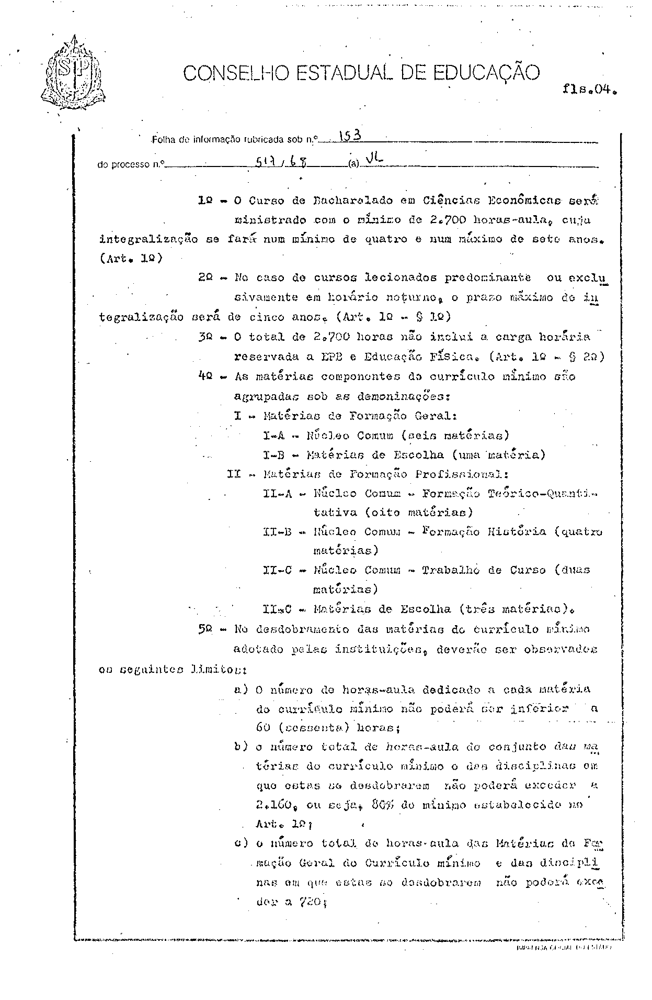 SP
CONSELHO ESTADUAL DE EDUCAÇÃO
fls.04.
Folha de informação rubricada sob n.º 153
do processo n.º 517/68 (a)
1º - O Curso de Bacharelado em Ciências Econômicas será
ministrado com o mínimo de 2.700 horas-aula, cuja
integralização se fará num mínimo de quatro e num máximo de sete anos.
(Art. 1º)
2º - No caso de cursos lecionados predominante ou exclu
sivamente em horário noturno, o prazo máximo de in
tegralização será de cinco anos. (Art. 1º - § 1º)
3º - O total de 2.700 horas não inclui a carga horária
reservada a EPB e Educação Física. (Art. 1º - § 2º)
4º - As matérias componentes do currículo mínimo são
agrupadas sob as demoninações:
I - Matérias de Formação Geral:
I-A - Núcleo Comum (seis matérias)
I-B - Matérias de Escolha (uma matéria)
II - Matérias de Formação Profissional:
II-A - Núcleo Comum - Formação Teórico-Quanti-
tativa (oito matérias)
II-B - Núcleo Comum - Formação História (quatro
matérias)
II-C - Núcleo Comum - Trabalho de Curso (duas
matérias)
II-C - Matérias de Escolha (três matérias).
5º - No desdobramento das matérias do currículo mínimo
adotado pelas instituições, deverão ser observados
os seguintes limites:
a) O número de horas-aula dedicado a cada matéria
do currículo mínimo não poderá ser inferior a
60 (sessenta) horas;
b) o número total de horas-aula do conjunto das ma
térias do currículo mínimo e das disciplinas em
que estas se desdobrarem não poderá exceder a
2.160, ou seja, 80% do mínimo estabelecido no
Art. 1º;
c) o número total de horas-aula das Matérias de For
mação Geral do Currículo mínimo e das discipli
nas em que estas se desdobrarem não poderá exce
der a 720;
IMPRENSA OFICIAL DO ESTADO